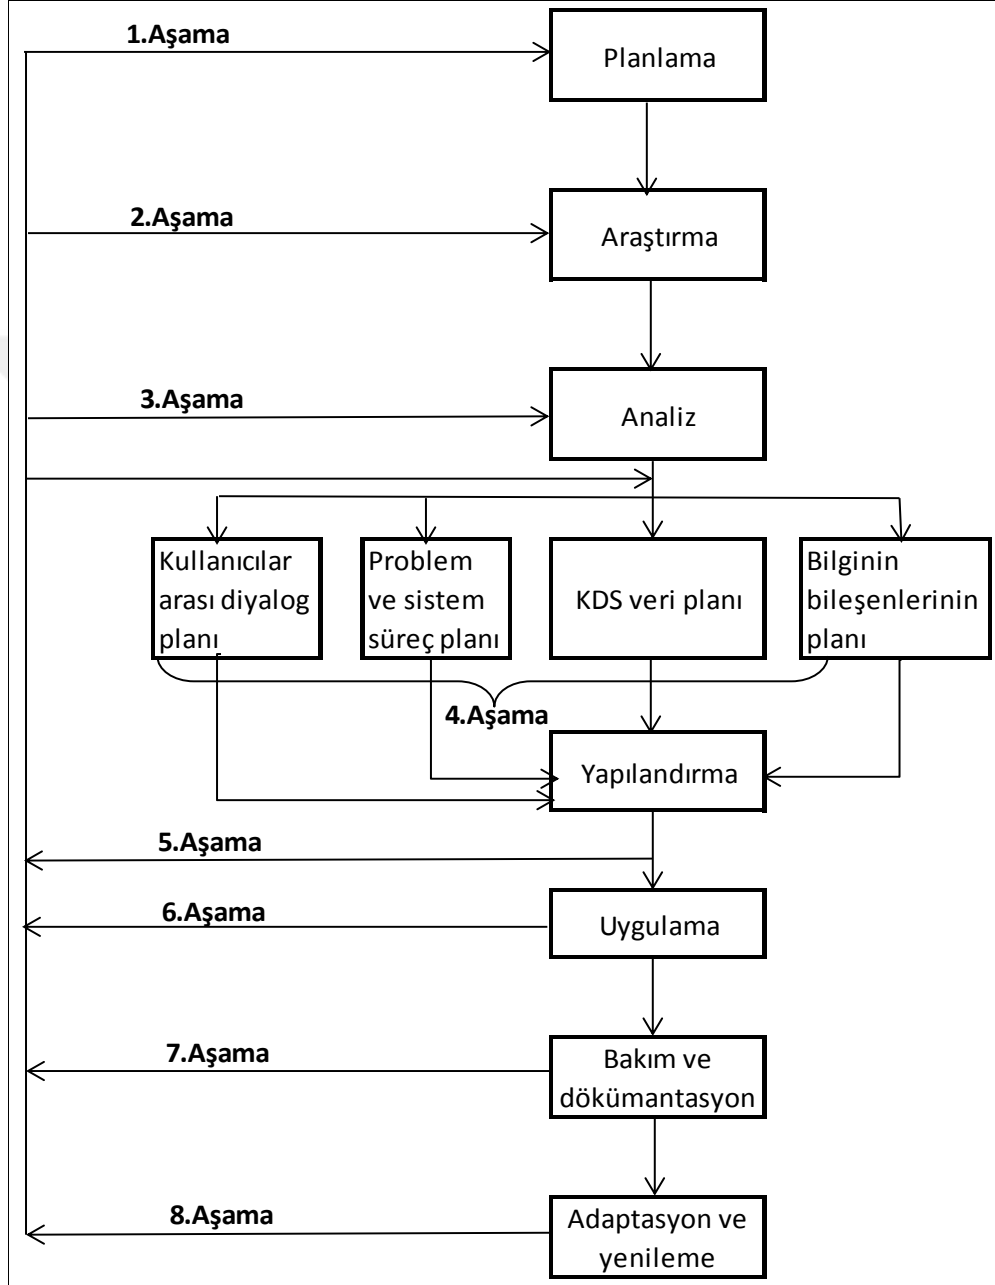 1.Aşama
Planlama
2.Aşama
Araştırma
3.Aşama
Analiz
Kullanıcılar
arası diyalog
planı
Problem
ve sistem
süreç planı
KDS veri planı
Bilginin
bileşenlerinin
planı
4.Aşama
Yapılandırma
5.Aşama
6.Aşama
Uygulama
7.Aşama
Bakım ve
dökümantasyon
8.Aşama
Adaptasyon ve
yenileme